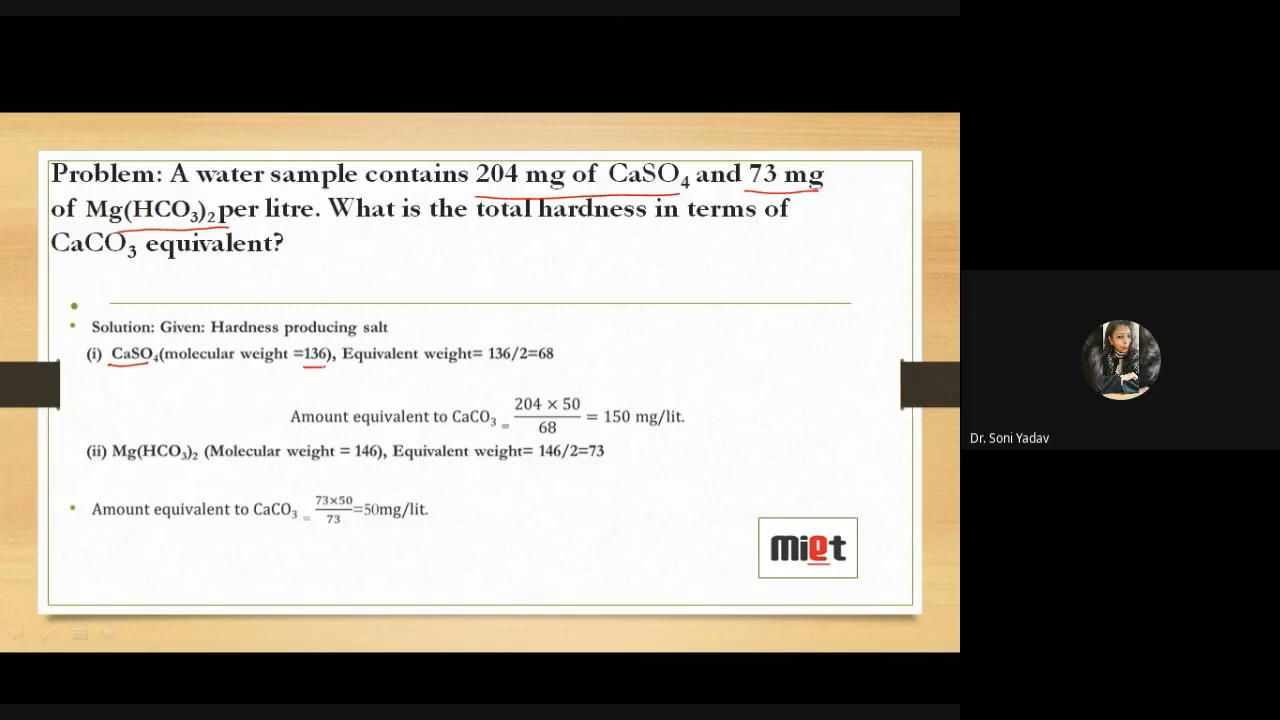 Problem: A water sample contains 204 mg of CaSO₄ and 73 mg
of Mg(HCO₃)₂ per litre. What is the total hardness in terms of
CaCO₃ equivalent?
• Solution: Given: Hardness producing salt
(i) CaSO₄(molecular weight =136), Equivalent weight= 136/2=68
Amount equivalent to CaCO₃ = (204 × 50)/68 = 150 mg/lit.
(ii) Mg(HCO₃)₂ (Molecular weight = 146), Equivalent weight= 146/2=73
• Amount equivalent to CaCO₃ = (73×50)/73 =50mg/lit.
miet
Dr. Soni Yadav